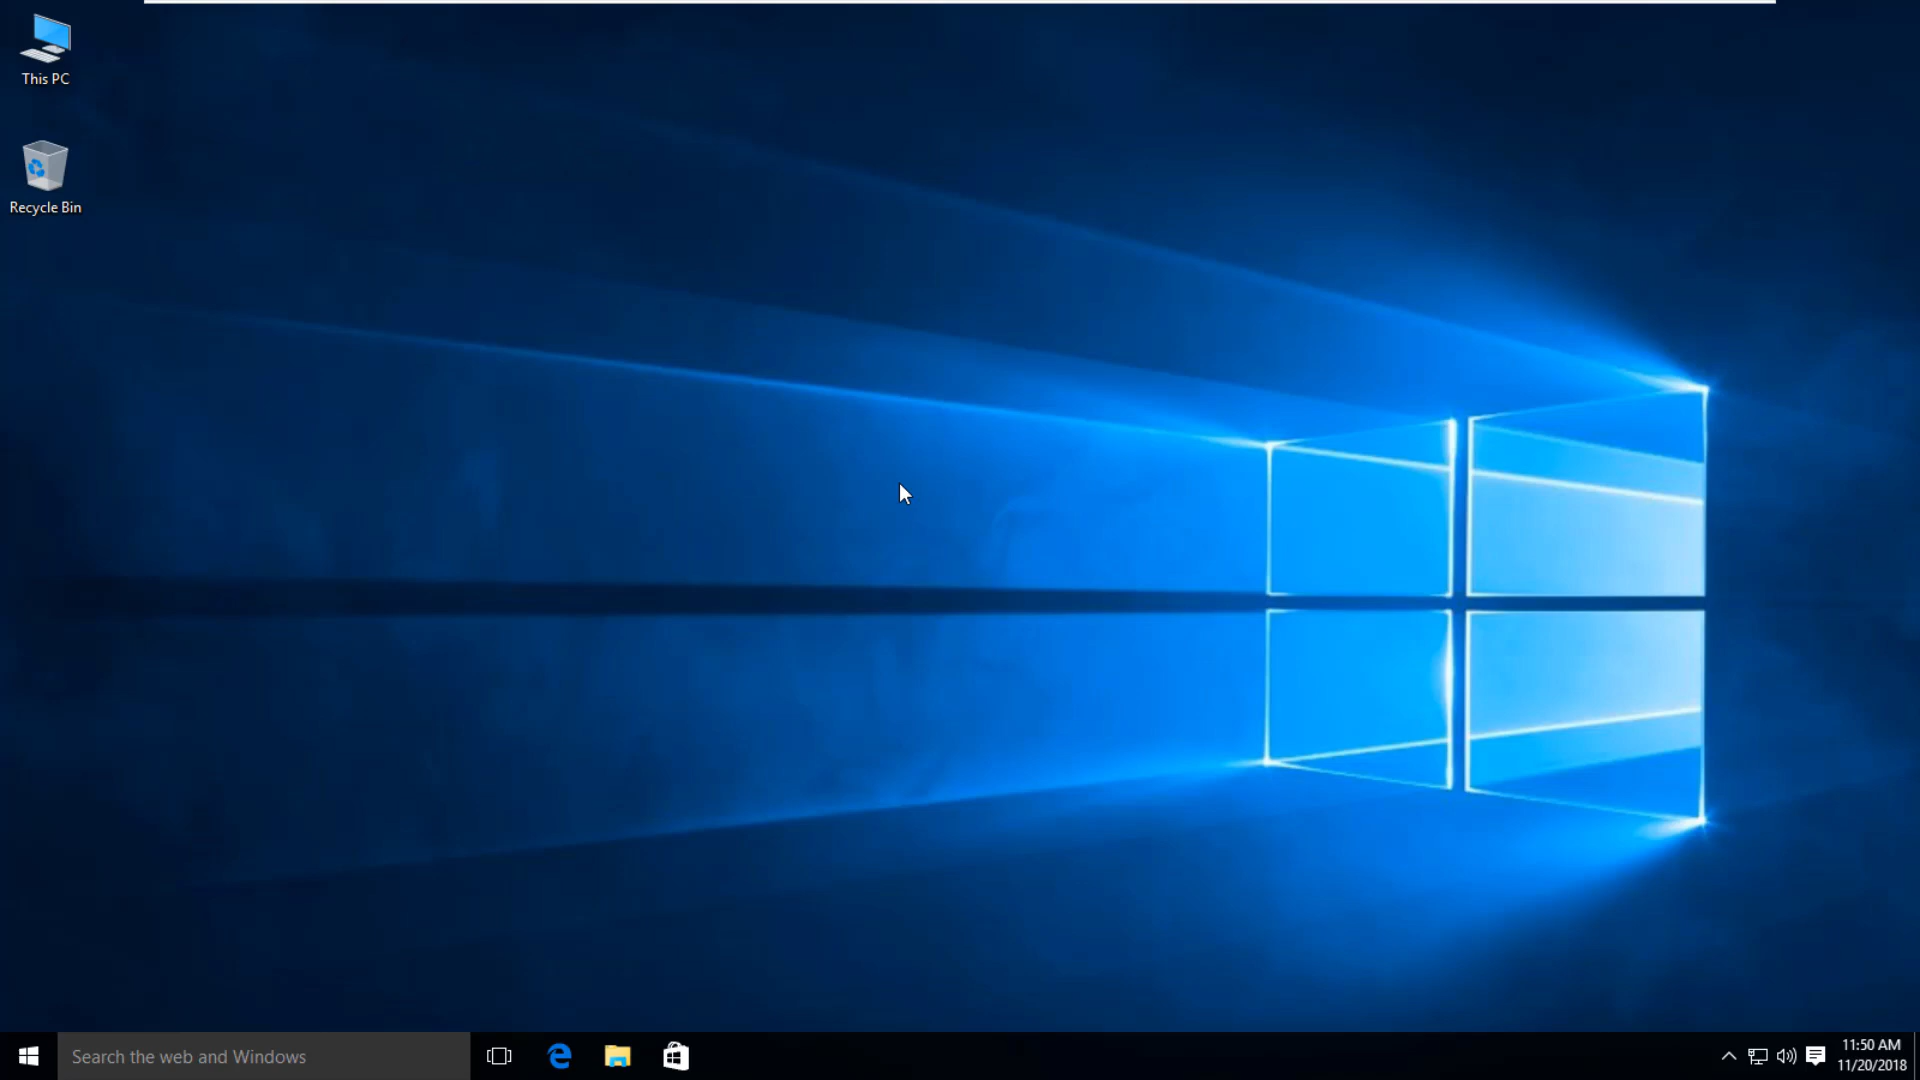 This PC
Recycle Bin
Search the web and Windows
11:50 AM
11/20/2018